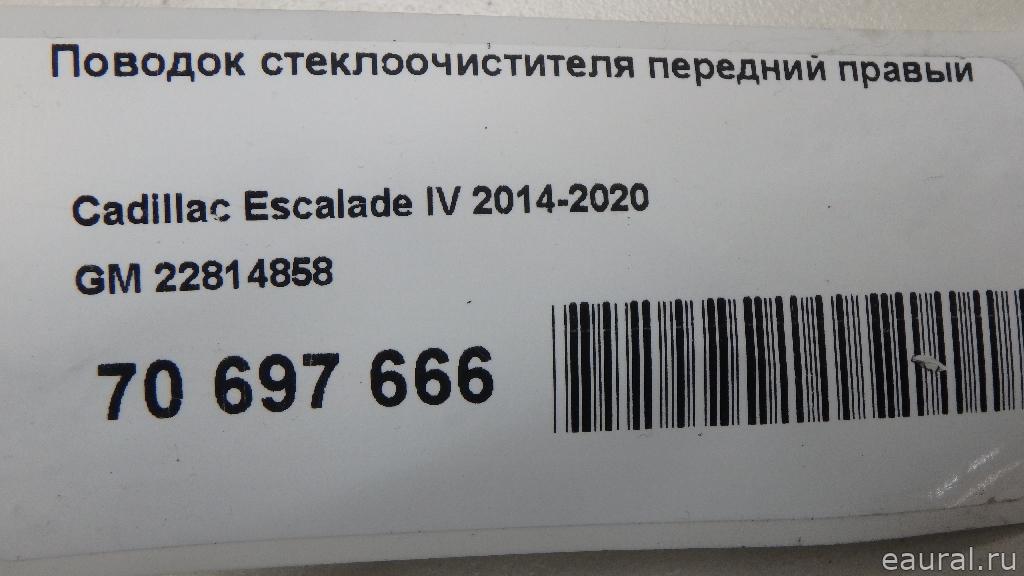 Поводок стеклоочистителя передний правый
Cadillac Escalade IV 2014-2020
GM 22814858
70 697 666
eaural.ru